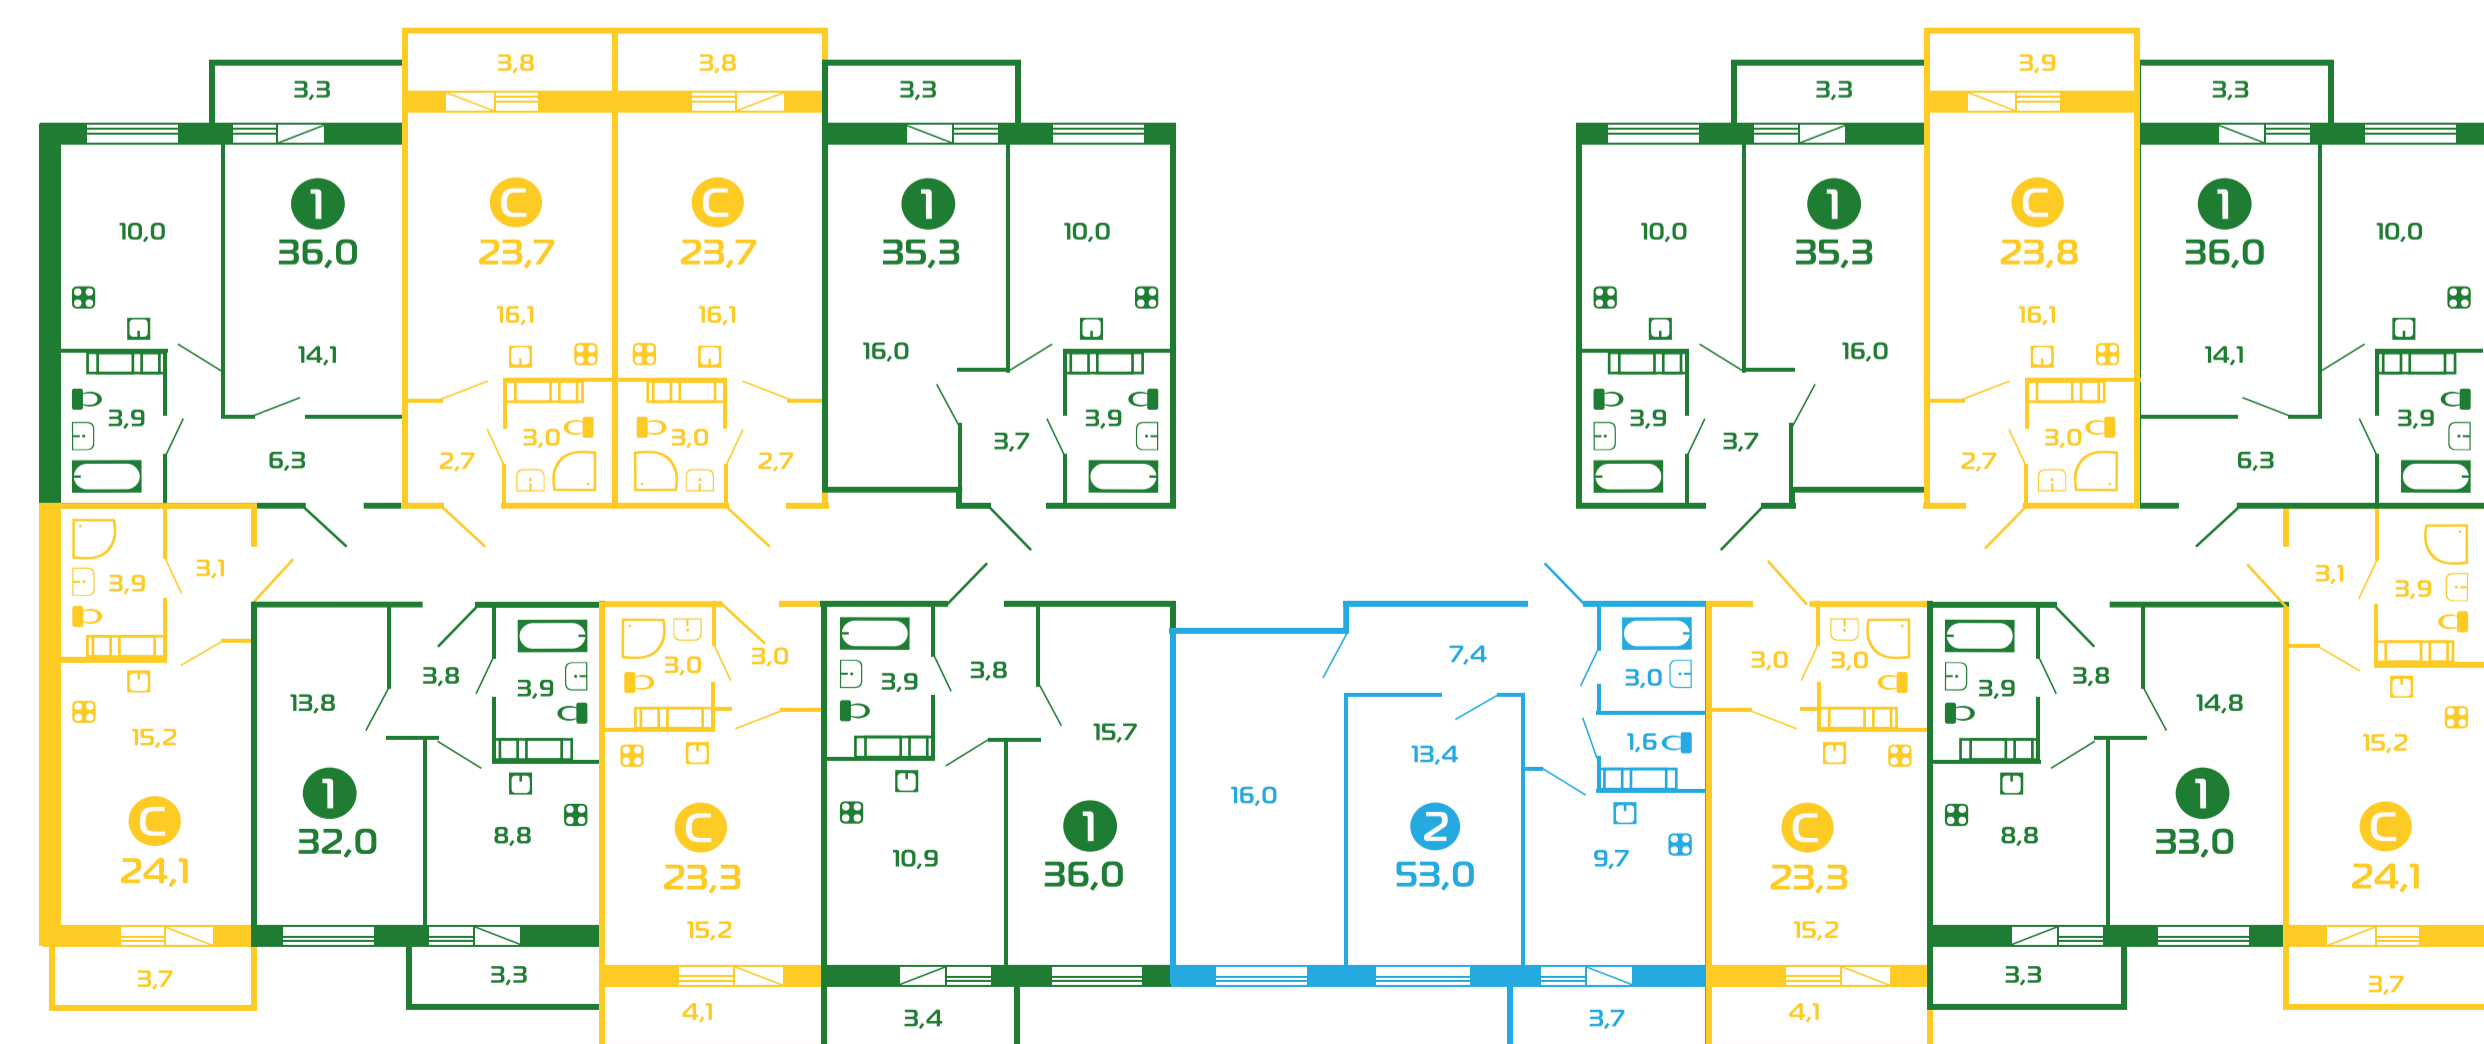 3,8 3,8 3,9
3,3 3,3 3,3 3,3
1 С С 1 1 С 1
10,0 10,0 10,0 10,0
36,0 23,7 23,7 35,3 35,3 23,8 36,0
16,1 16,1 16,1
14,1 16,0 16,0 14,1
3,9 3,9 3,9 3,9
3,0 3,0 3,7 3,7 3,0
6,3 2,7 2,7 2,7 6,3
3,9 3,1 3,1 3,9
3,8 3,9 3,0 3,0 3,9 3,8 7,4 3,0 3,0 3,0 3,9 3,8
13,8 15,7 14,8
15,2 13,4 1,6 15,2
1 16,0 1
С 32,0 8,8 С 10,9 1 2 9,7 С 8,8 33,0 С
24,1 23,3 36,0 53,0 23,3 24,1
15,2 15,2
3,7 3,3 3,3 3,7
4,1 3,4 3,7 4,1